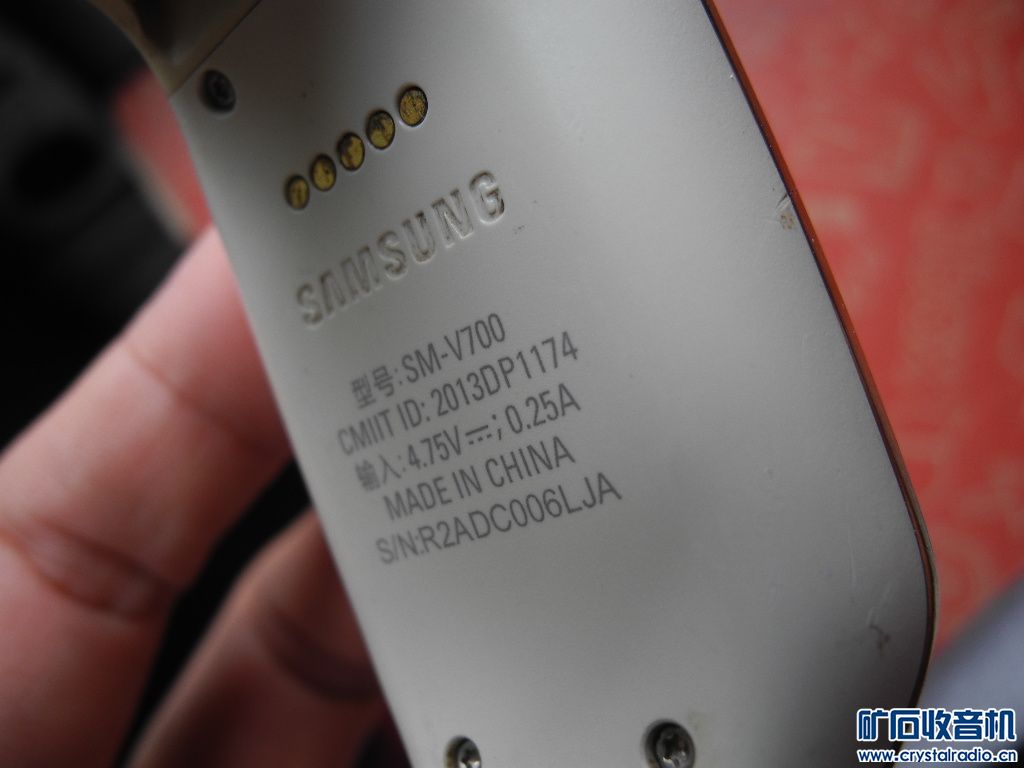 SAMSUNG
型号: SM-V700
CMIIT ID: 2013DP1174
输入: 4.75V⎓; 0.25A
MADE IN CHINA
S/N:R2ADC006LJA
矿石收音机
www.crystalradio.cn